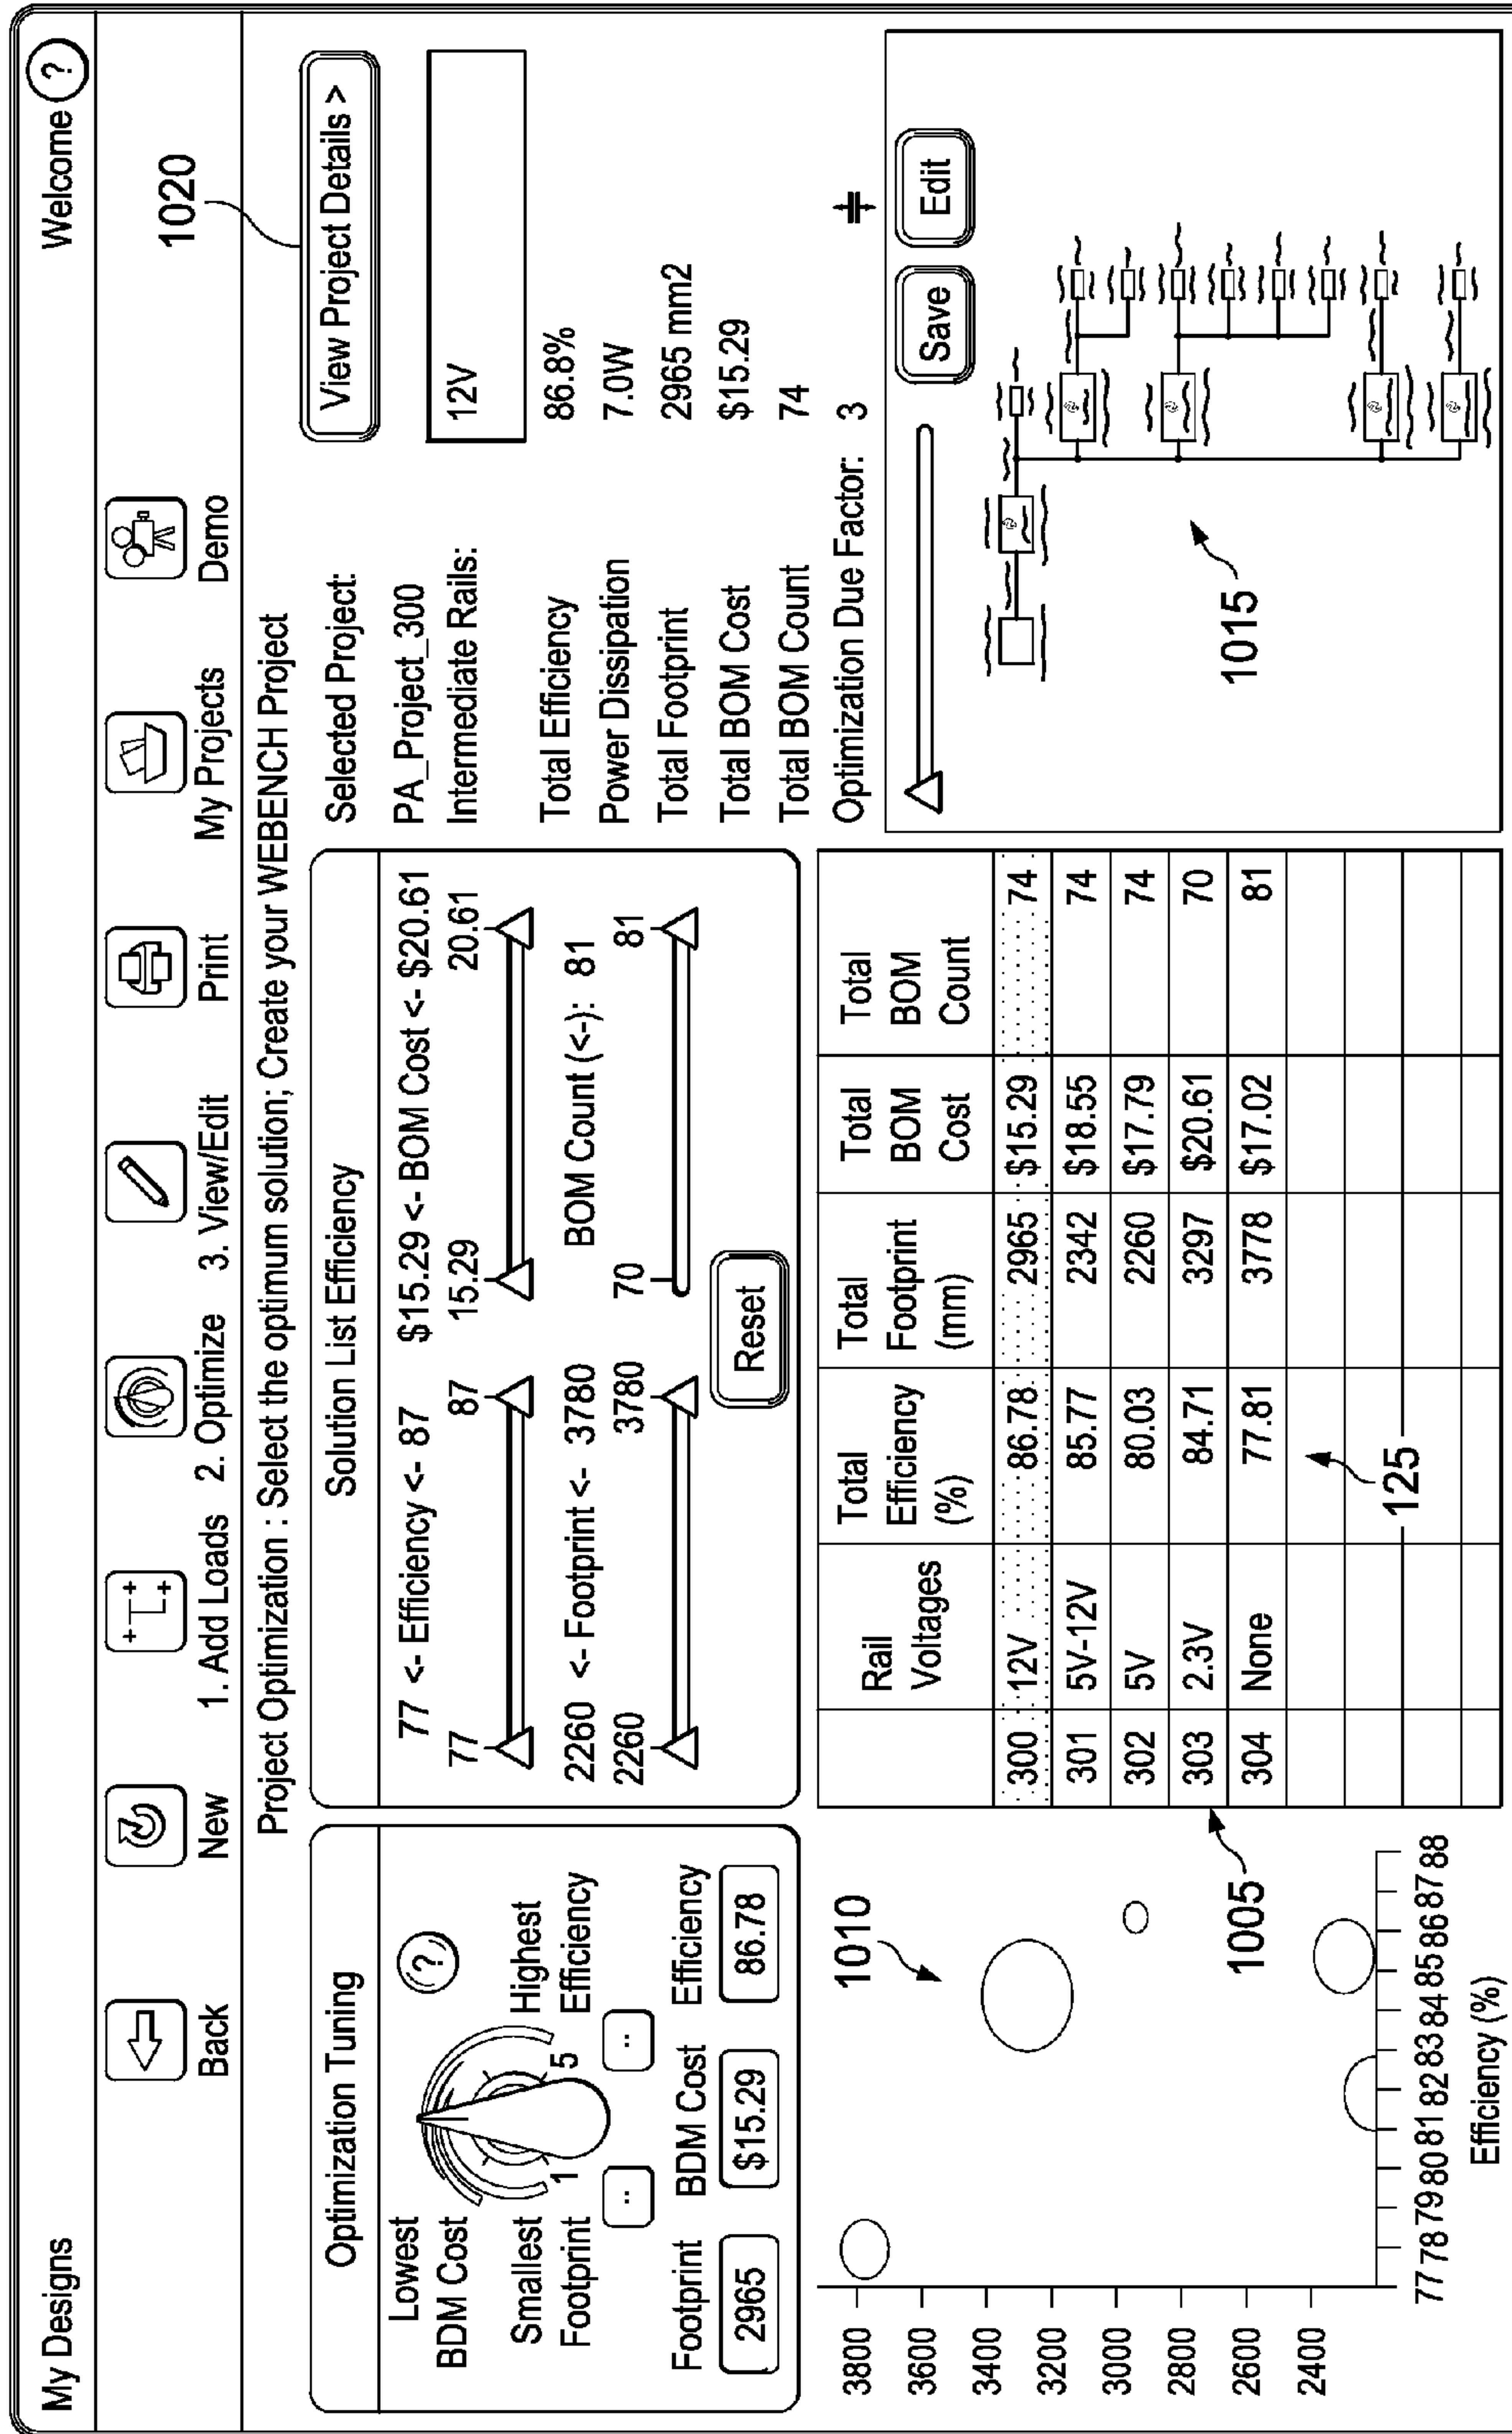 My Designs
Welcome ?
Back
New
1. Add Loads
2. Optimize
3. View/Edit
Print
My Projects
Demo
1020
Project Optimization : Select the optimum solution; Create your WEBENCH Project
Optimization Tuning
Lowest
BDM Cost
?
Smallest
Footprint
Highest
Efficiency
1 5
Footprint BDM Cost Efficiency
2965 $15.29 86.78
Solution List Efficiency
77 <- Efficiency <- 87 $15.29 <- BOM Cost <- $20.61
77 87 15.29 20.61
2260 <- Footprint <- 3780 BOM Count (<-): 81
2260 3780 70 81
Reset
Selected Project:
View Project Details >
PA_Project_300
Intermediate Rails: 12V
Total Efficiency 86.8%
Power Dissipation 7.0W
Total Footprint 2965 mm2
Total BOM Cost $15.29
Total BOM Count 74
Optimization Due Factor: 3
1010
3800
3600
3400
3200
3000
2800
2600
2400
77 78 79 80 81 82 83 84 85 86 87 88
Efficiency (%)
1005
Rail Voltages Total Efficiency (%) Total Footprint (mm) Total BOM Cost Total BOM Count
300 12V 86.78 2965 $15.29 74
301 5V-12V 85.77 2342 $18.55 74
302 5V 80.03 2260 $17.79 74
303 2.3V 84.71 3297 $20.61 70
304 None 77.81 3778 $17.02 81
125
Save Edit
1015